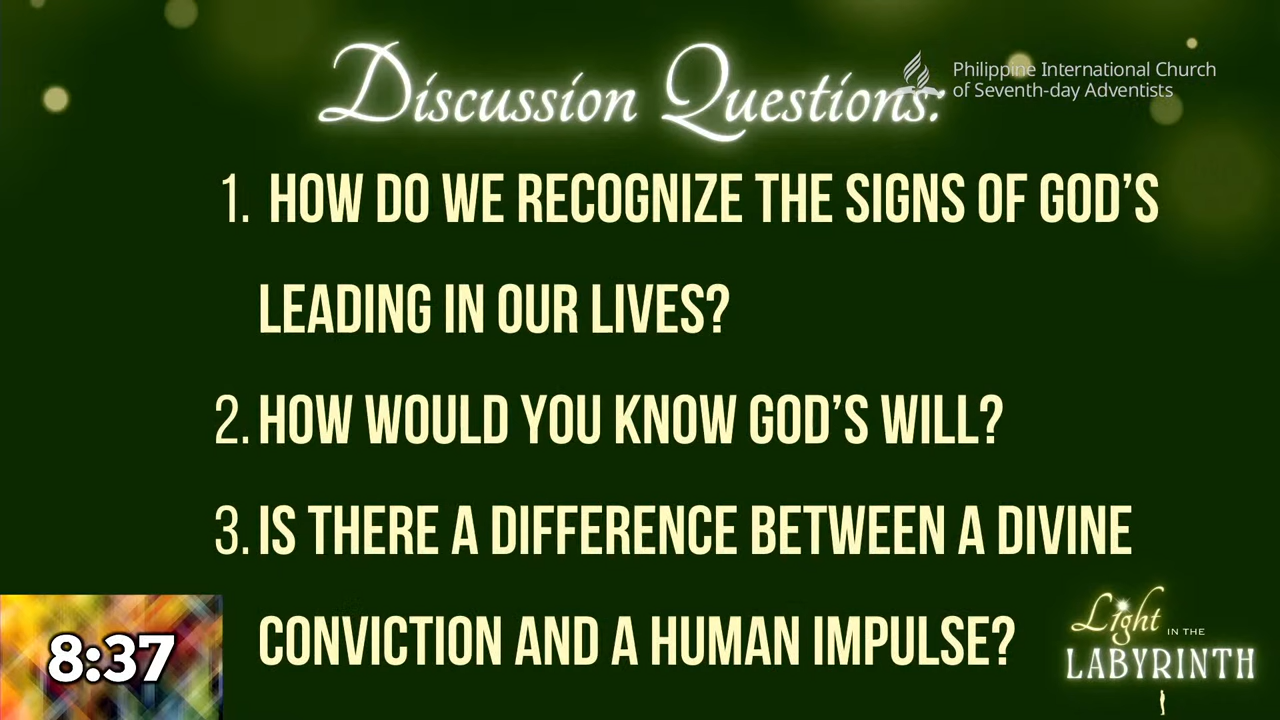 Discussion Questions:
Philippine International Church
of Seventh-day Adventists
1. HOW DO WE RECOGNIZE THE SIGNS OF GOD’S
LEADING IN OUR LIVES?
2. HOW WOULD YOU KNOW GOD’S WILL?
3. IS THERE A DIFFERENCE BETWEEN A DIVINE
CONVICTION AND A HUMAN IMPULSE?
8:37
Light IN THE
LABYRINTH